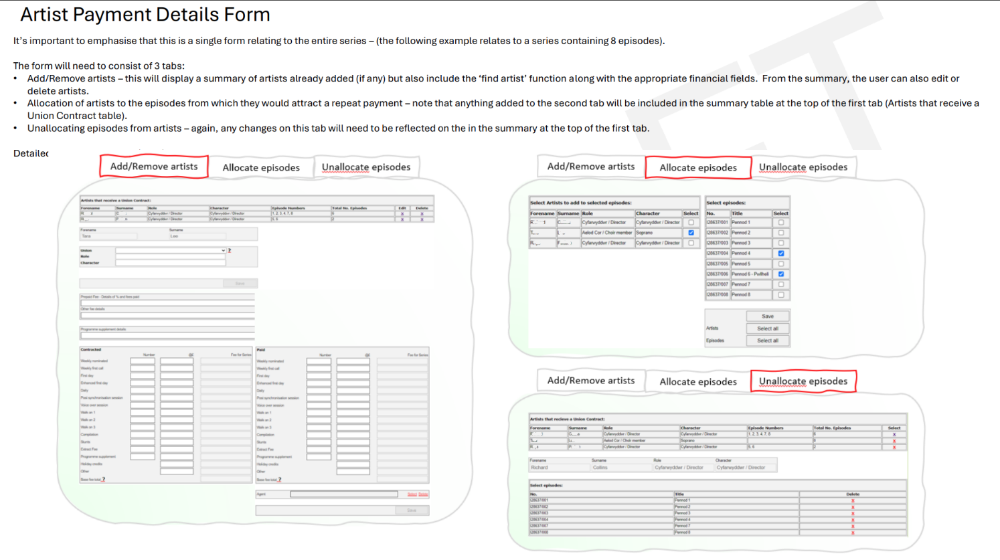 Artist Payment Details Form
It's important to emphasise that this is a single form relating to the entire series – (the following example relates to a series containing 8 episodes).
The form will need to consist of 3 tabs:
• Add/Remove artists – this will display a summary of artists already added (if any) but also include the 'find artist' function along with the appropriate financial fields. From the summary, the user can also edit or
delete artists.
• Allocation of artists to the episodes from which they would attract a repeat payment – note that anything added to the second tab will be included in the summary table at the top of the first tab (Artists that receive a
Union Contract table).
• Unallocating episodes from artists – again, any changes on this tab will need to be reflected on the in the summary at the top of the first tab.
Detailed
Add/Remove artists Allocate episodes Unallocate episodes
Artists that receive a Union Contract:
Forename Surname Role Character Episode Numbers Total No. Episodes Edit Delete
Cyfarwyddwr / Director Cyfarwyddwr / Director 1, 2, 3, 4, 7, 8 6 X X
Cyfarwyddwr / Director Cyfarwyddwr / Director 5, 6 2 X X
Forename Surname
Tara Lee
Union ?
Role
Character
Save
Prepaid Fee - Details of % and fees paid
Other fee details
Programme supplement details
Contracted Number @£ Fee for Series Paid Number @£ Fee for Series
Weekly nominated Weekly nominated
Weekly first call Weekly first call
First day First day
Enhanced first day Enhanced first day
Daily Daily
Post synchronisation session Post synchronisation session
Voice over session Voice over session
Walk on 1 Walk on 1
Walk on 2 Walk on 2
Walk on 3 Walk on 3
Compilation Compilation
Stunts Stunts
Extract Fee Extract Fee
Programme supplement Programme supplement
Holiday credits Holiday credits
Other Other
Base fee total ? Base fee total ?
Agent Select Delete
Save
Add/Remove artists Allocate episodes Unallocate episodes
Select Artists to add to selected episodes:
Forename Surname Role Character Select
Cyfarwyddwr / Director Cyfarwyddwr / Director
Aelod Cor / Choir member Soprano
Cyfarwyddwr / Director Cyfarwyddwr / Director
Select episodes:
No. Title Select
I28637/001 Pennod 1
I28637/002 Pennod 2
I28637/003 Pennod 3
I28637/004 Pennod 4
I28637/005 Pennod 5
I28637/006 Pennod 6 - Pwllheli
I28637/007 Pennod 7
I28637/008 Pennod 8
Save
Artists Select all
Episodes Select all
Add/Remove artists Allocate episodes Unallocate episodes
Artists that recieve a Union Contract:
Forename Surname Role Character Episode Numbers Total No. Episodes Select
Cyfarwyddwr / Director Cyfarwyddwr / Director 1, 2, 3, 4, 7, 8 6 X
Aelod Cor / Choir member Soprano X
Cyfarwyddwr / Director Cyfarwyddwr / Director 5, 6 2 X
Forename Surname Role Character
Richard Collins Cyfarwyddwr / Director Cyfarwyddwr / Director
Select episodes:
No. Title Delete
I28637/001 Pennod 1 X
I28637/002 Pennod 2 X
I28637/003 Pennod 3 X
I28637/004 Pennod 4 X
I28637/007 Pennod 7 X
I28637/008 Pennod 8 X